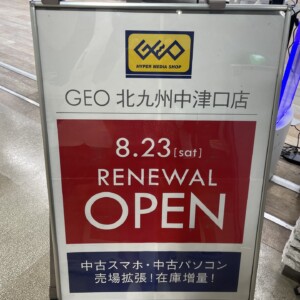 GEO
HYPER MEDIA SHOP
GEO 北九州中津口店
8.23[sat]
RENEWAL
OPEN
中古スマホ・中古パソコン
売場拡張！在庫増量！